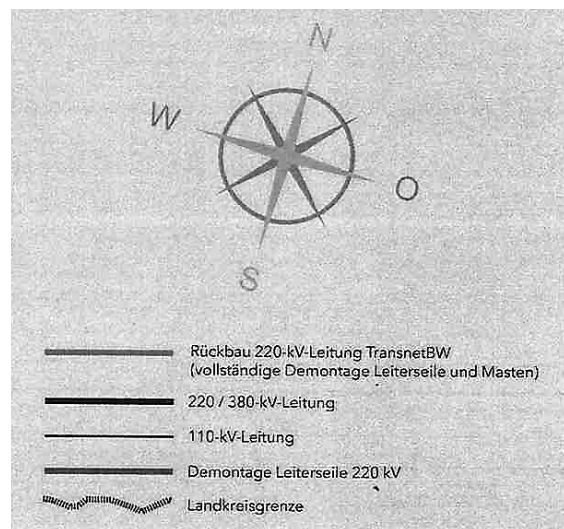 N
W
O
S
Rückbau 220-kV-Leitung TransnetBW
(vollständige Demontage Leiterseile und Masten)
220 / 380-kV-Leitung
110-kV-Leitung
Demontage Leiterseile 220 kV
Landkreisgrenze